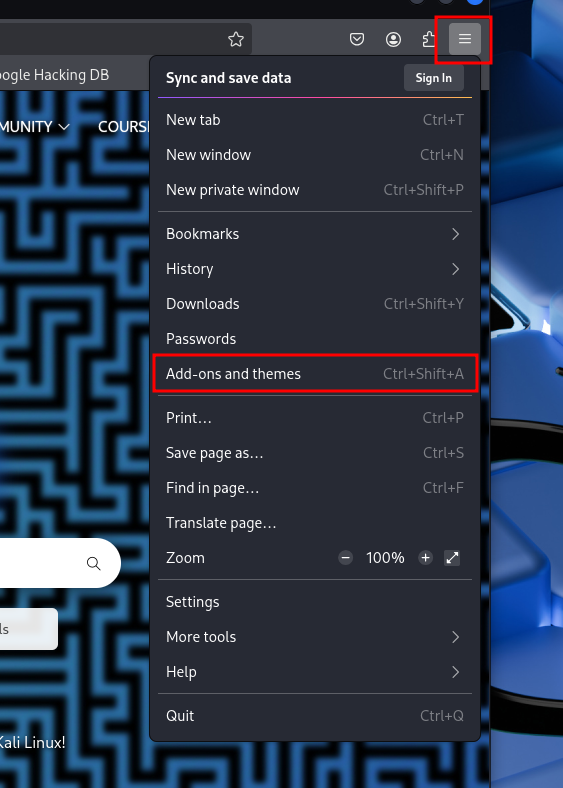 oogle Hacking DB
MUNITY
COURS
Sync and save data Sign In
New tab Ctrl+T
New window Ctrl+N
New private window Ctrl+Shift+P
Bookmarks
History
Downloads Ctrl+Shift+Y
Passwords
Add-ons and themes Ctrl+Shift+A
Print… Ctrl+P
Save page as… Ctrl+S
Find in page… Ctrl+F
Translate page…
Zoom 100%
Settings
More tools
ls
Help
Quit Ctrl+Q
Kali Linux!